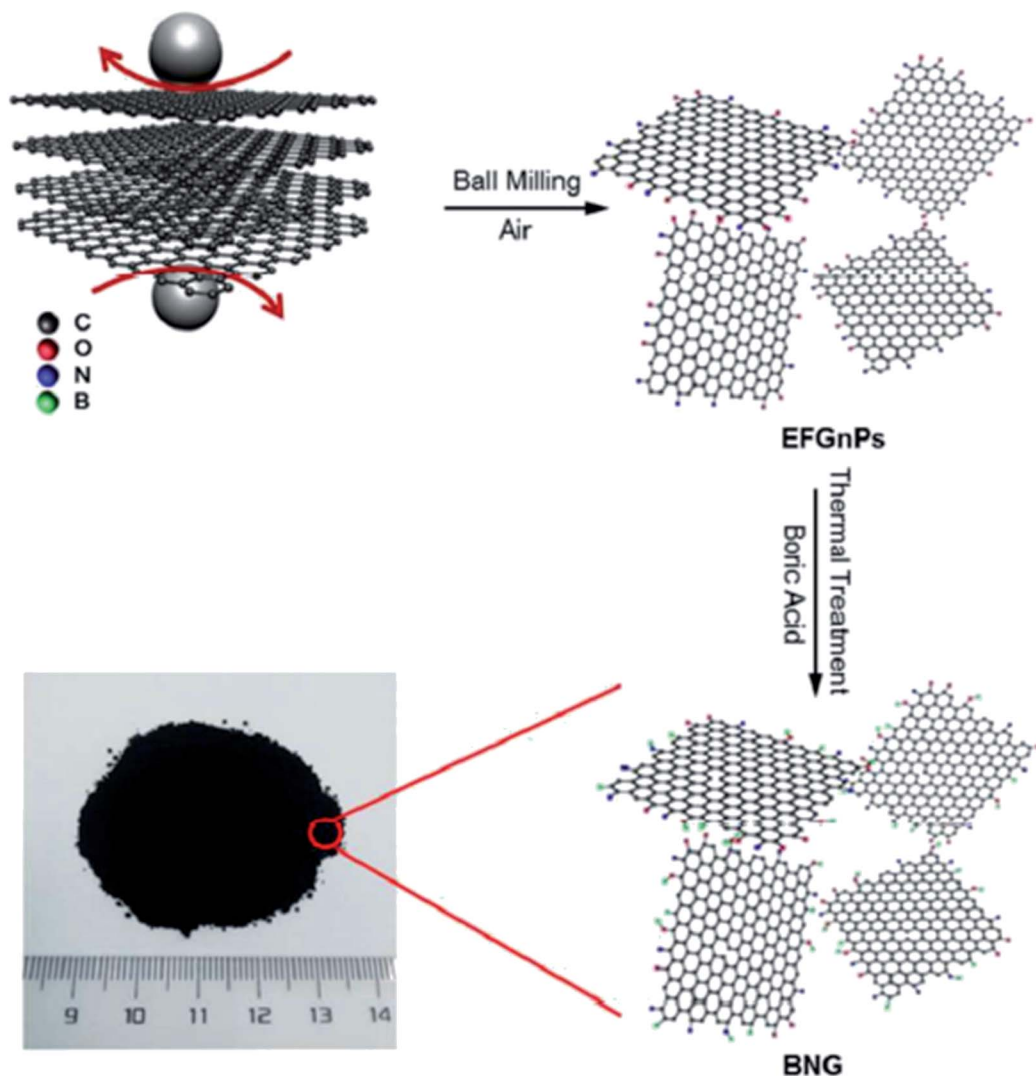 Ball Milling
Air
C
O
N
B
EFGnPs
Thermal Treatment
Boric Acid
9 10 11 12 13 14
BNG